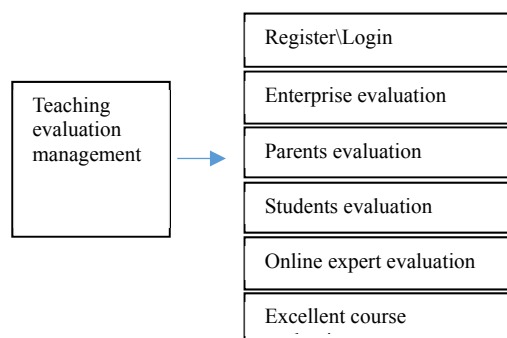 Register\Login
Teaching
evaluation
management
Enterprise evaluation
Parents evaluation
Students evaluation
Online expert evaluation
Excellent course